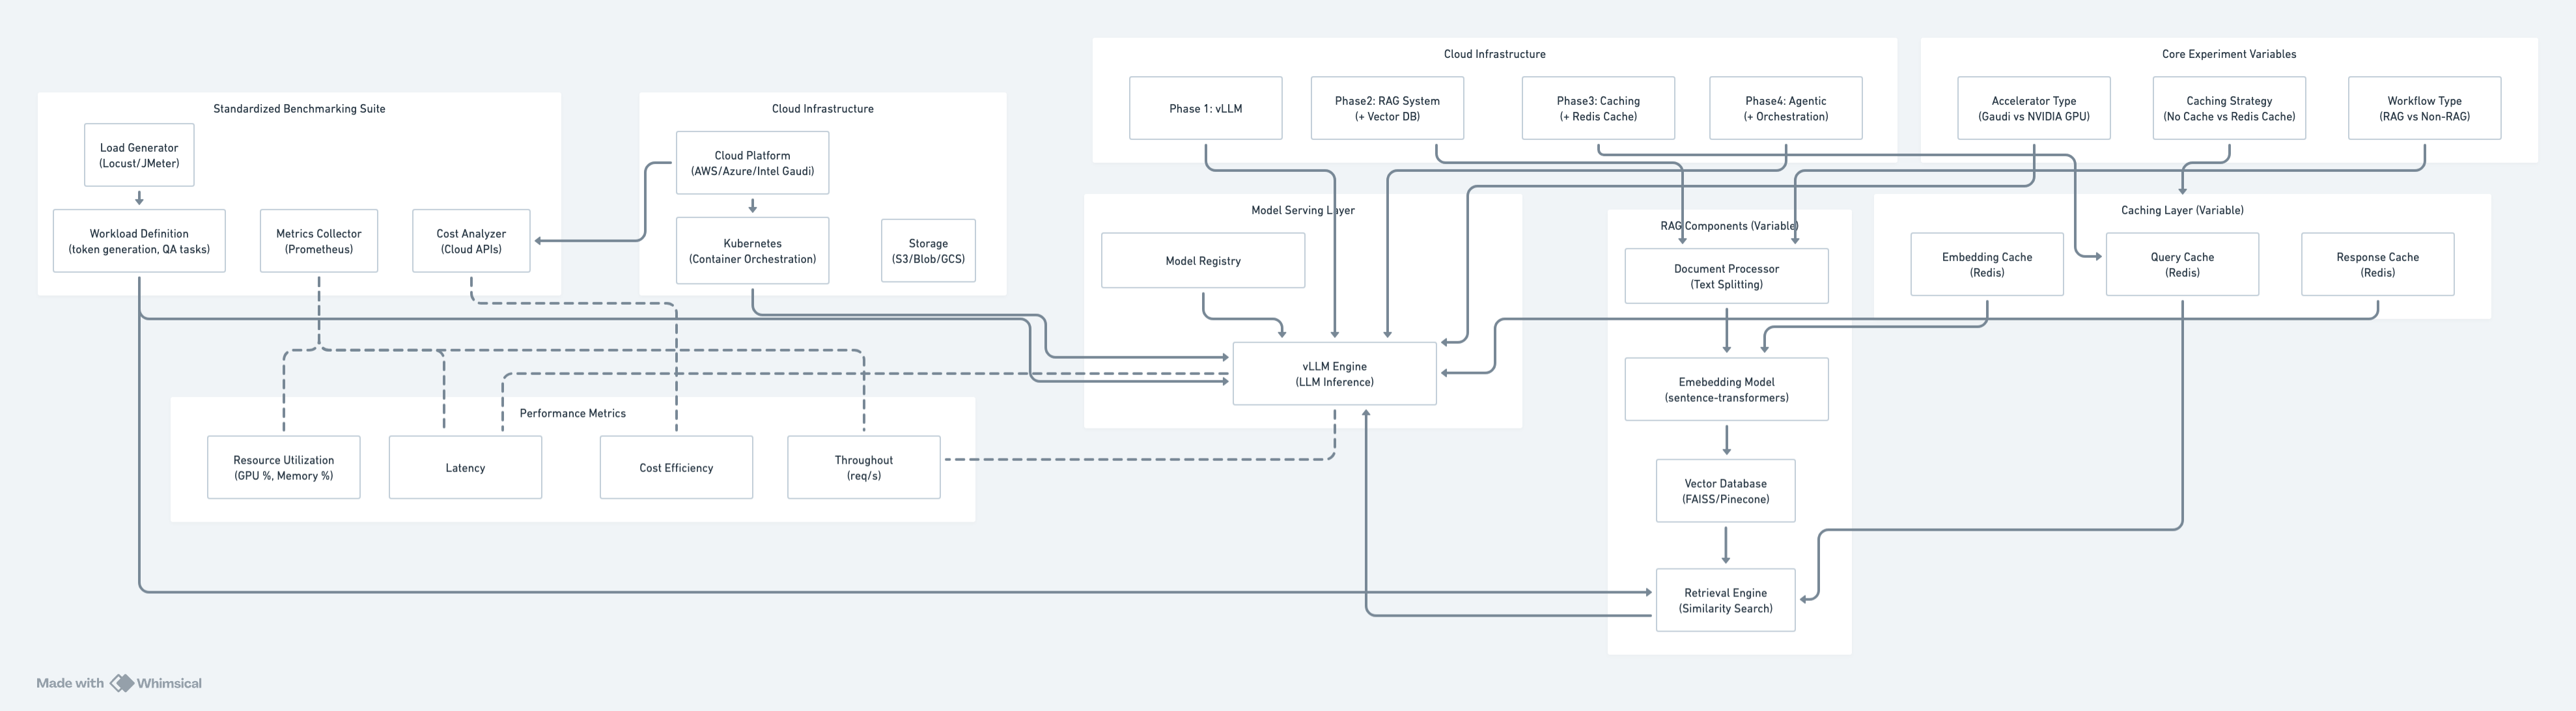 Standardized Benchmarking Suite
Load Generator
(Locust/JMeter)
Workload Definition
(token generation, QA tasks)
Metrics Collector
(Prometheus)
Cost Analyzer
(Cloud APIs)
Cloud Infrastructure
Cloud Platform
(AWS/Azure/Intel Gaudi)
Kubernetes
(Container Orchestration)
Storage
(S3/Blob/GCS)
Cloud Infrastructure
Phase 1: vLLM
Phase2: RAG System
(+ Vector DB)
Phase3: Caching
(+ Redis Cache)
Phase4: Agentic
(+ Orchestration)
Core Experiment Variables
Accelerator Type
(Gaudi vs NVIDIA GPU)
Caching Strategy
(No Cache vs Redis Cache)
Workflow Type
(RAG vs Non-RAG)
Model Serving Layer
Model Registry
vLLM Engine
(LLM Inference)
RAG Components (Variable)
Document Processor
(Text Splitting)
Emebedding Model
(sentence-transformers)
Vector Database
(FAISS/Pinecone)
Retrieval Engine
(Similarity Search)
Caching Layer (Variable)
Embedding Cache
(Redis)
Query Cache
(Redis)
Response Cache
(Redis)
Performance Metrics
Resource Utilization
(GPU %, Memory %)
Latency
Cost Efficiency
Throughout
(req/s)
Made with Whimsical